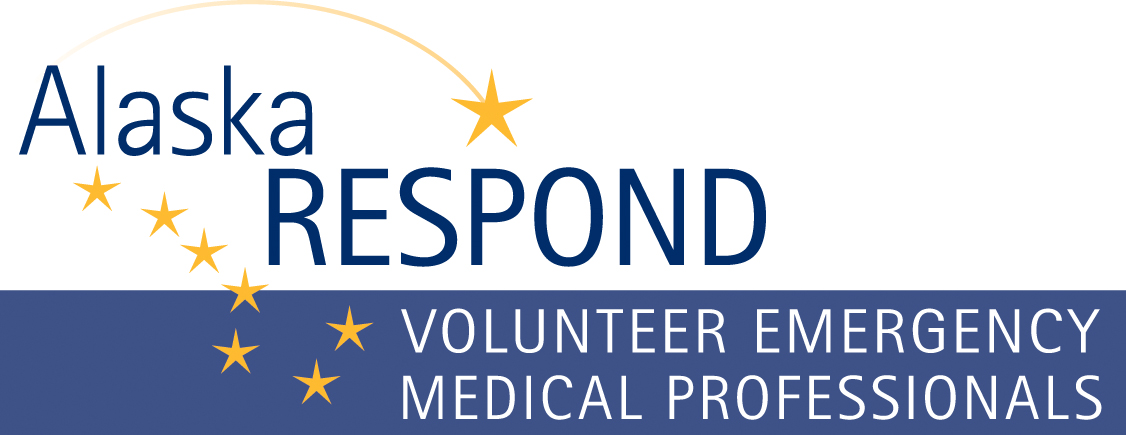 Alaska
RESPOND
VOLUNTEER EMERGENCY
MEDICAL PROFESSIONALS